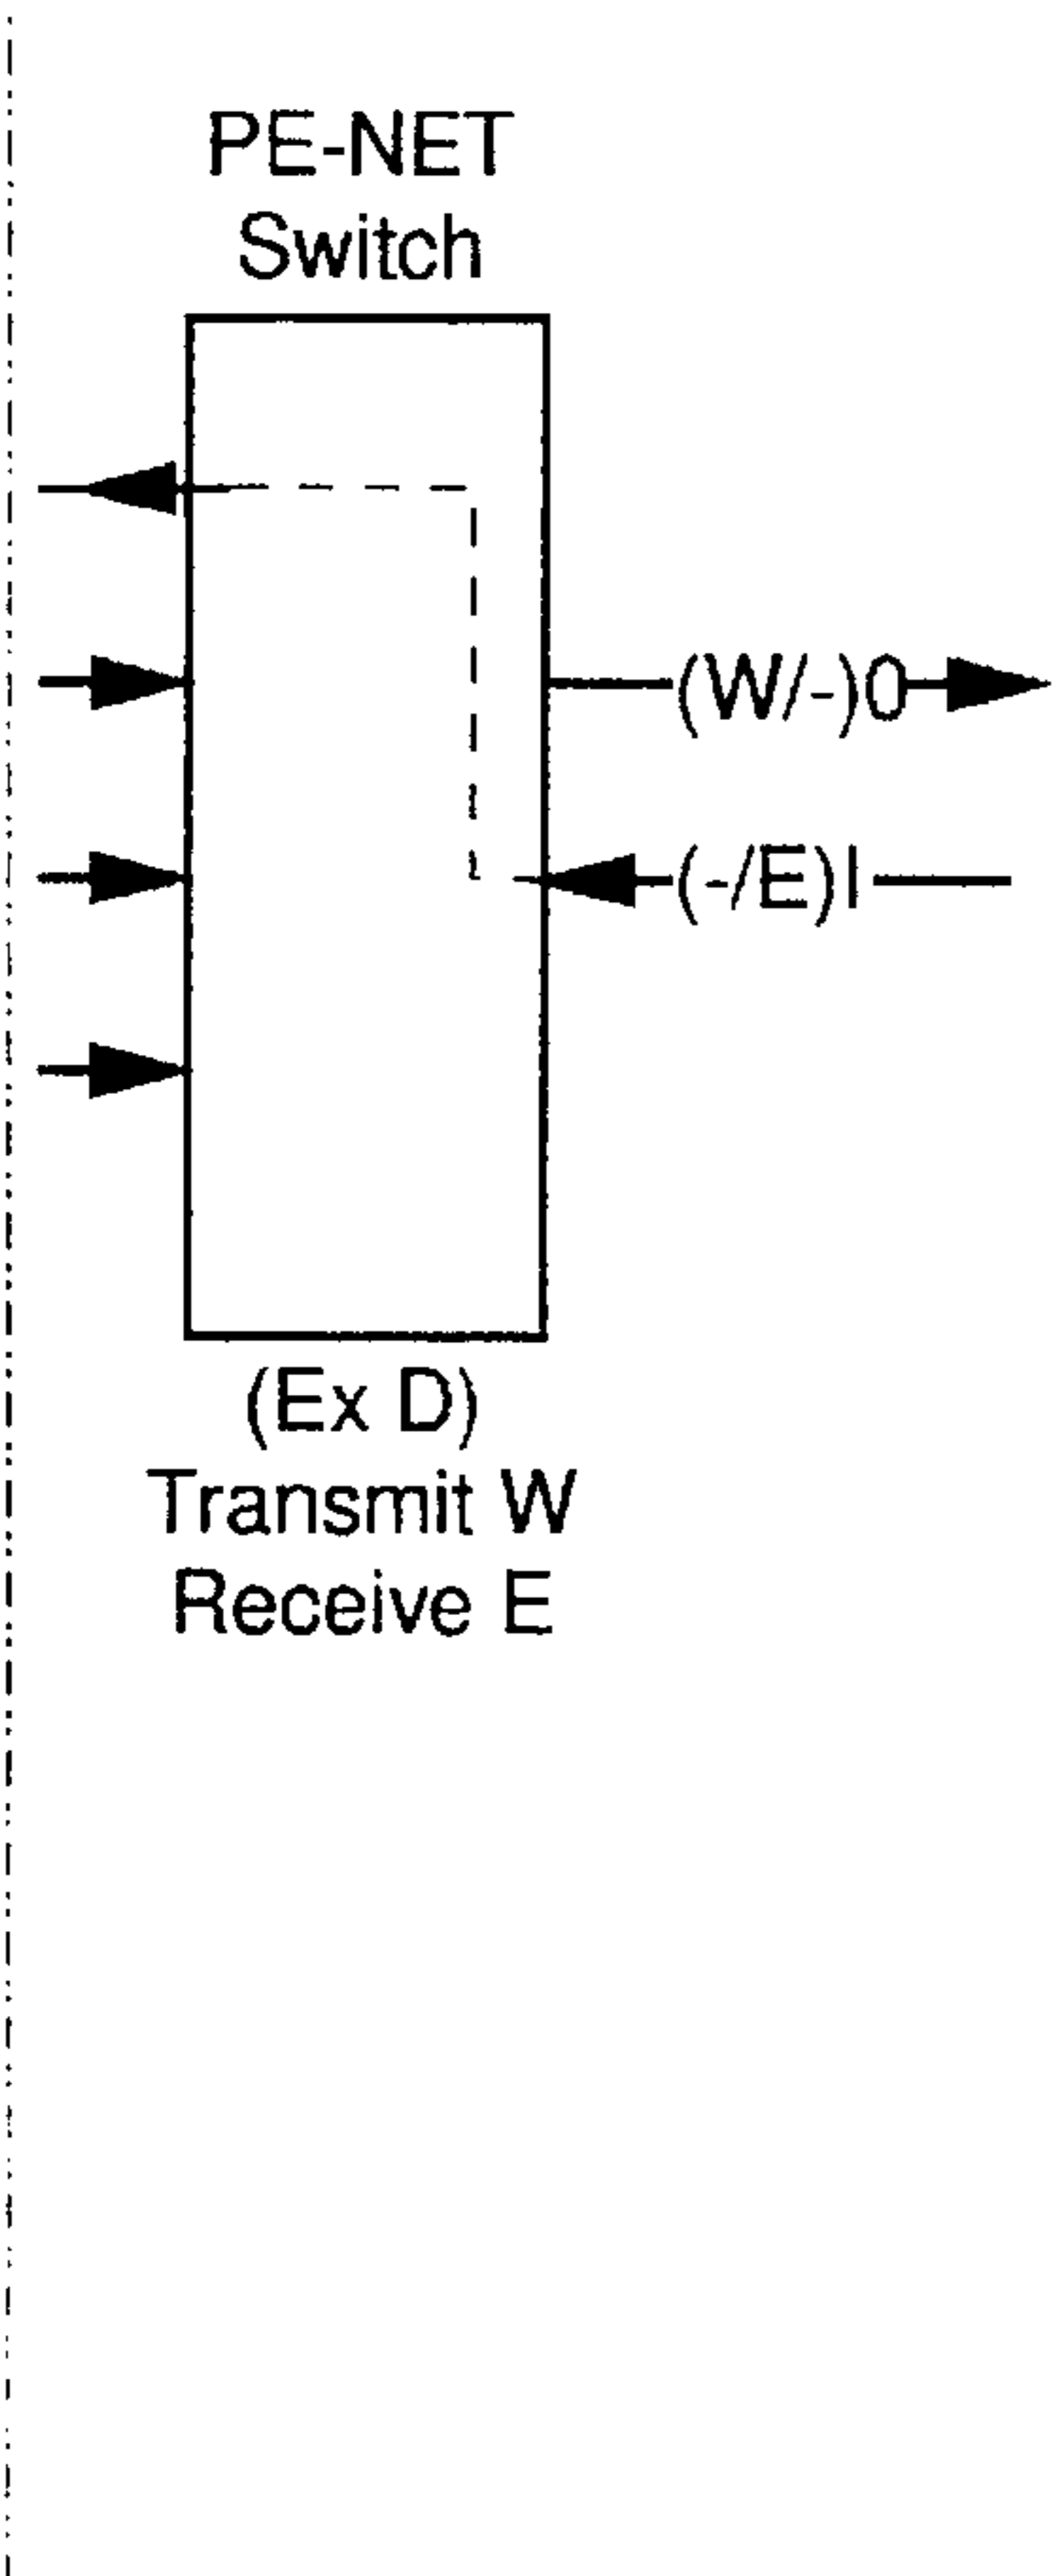 PE-NET
Switch
(W/-)0
(-/E)I
(Ex D)
Transmit W
Receive E